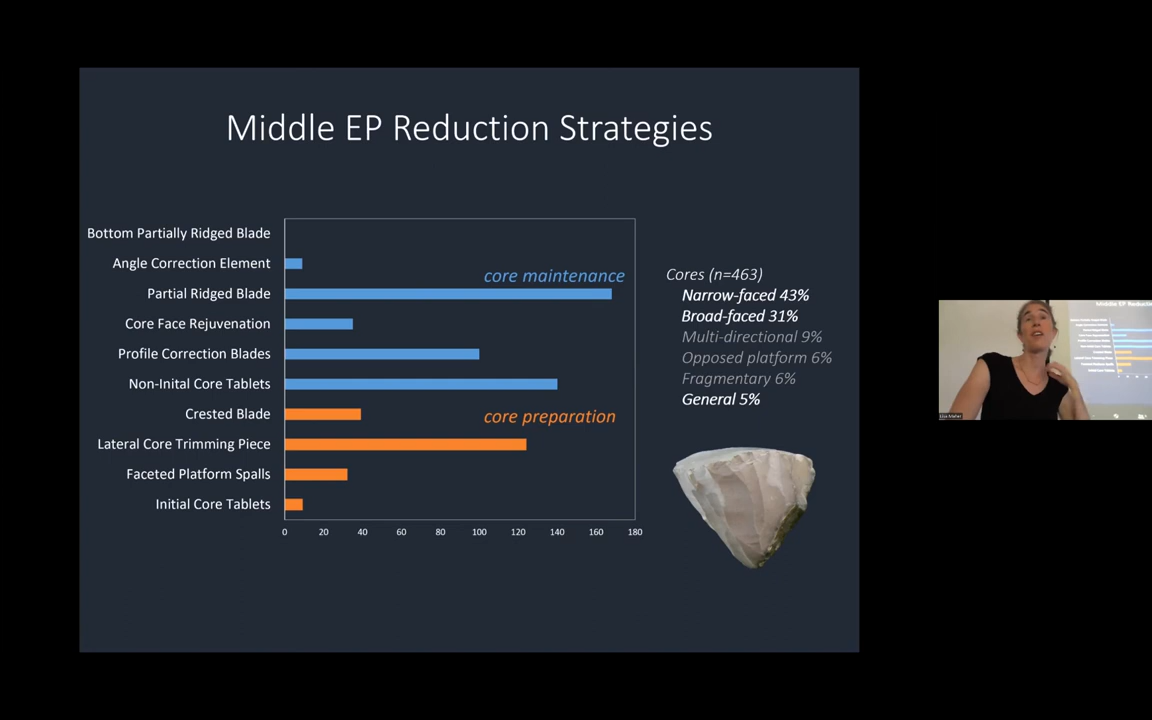 Middle EP Reduction Strategies
Bottom Partially Ridged Blade
Angle Correction Element
core maintenance
Partial Ridged Blade
Core Face Rejuvenation
Profile Correction Blades
Non-Inital Core Tablets
Crested Blade
core preparation
Lateral Core Trimming Piece
Faceted Platform Spalls
Initial Core Tablets
0 20 40 60 80 100 120 140 160 180
Cores (n=463)
Narrow-faced 43%
Broad-faced 31%
Multi-directional 9%
Opposed platform 6%
Fragmentary 6%
General 5%
Lisa Maher